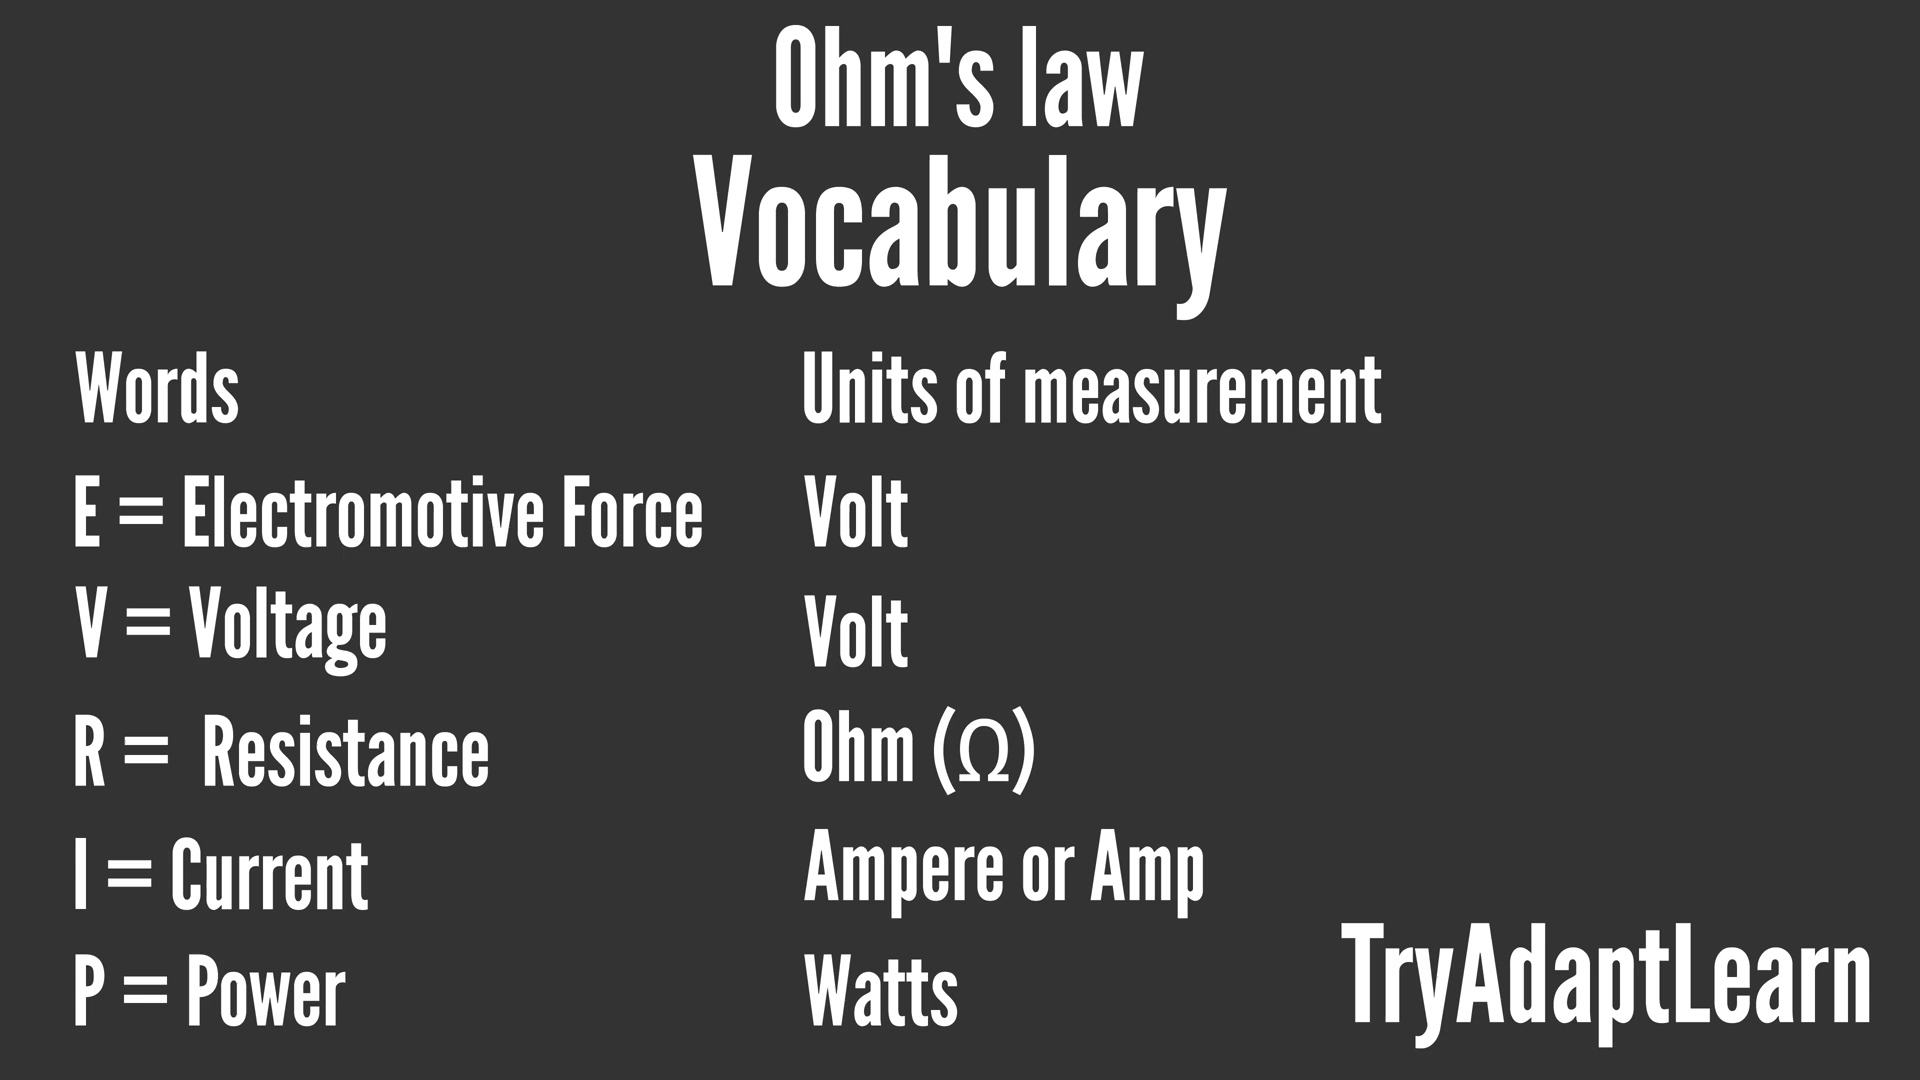 Ohm's law
Vocabulary
Words
Units of measurement
E = Electromotive Force
Volt
V = Voltage
Volt
R = Resistance
Ohm (Ω)
I = Current
Ampere or Amp
P = Power
Watts
TryAdaptLearn